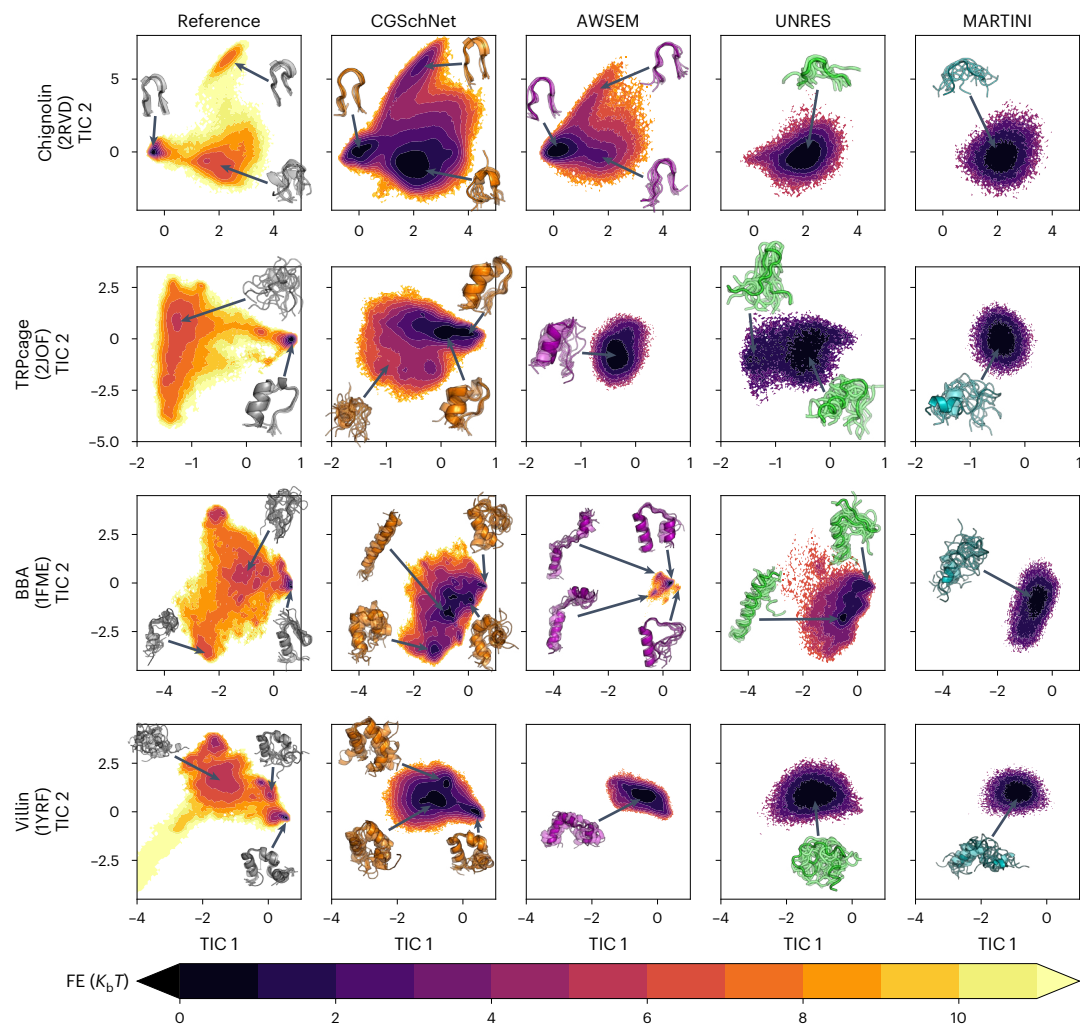 Reference CGSchNet AWSEM UNRES MARTINI
Chignolin
(2RVD)
TIC 2
5
0
0 2 4 0 2 4 0 2 4 0 2 4 0 2 4
TRPcage
(2JOF)
TIC 2
2.5
0
−2.5
−5.0
−2 −1 0 1 −2 −1 0 1 −2 −1 0 1 −2 −1 0 1 −2 −1 0 1
BBA
(1FME)
TIC 2
2.5
0
−2.5
−4 −2 0 −4 −2 0 −4 −2 0 −4 −2 0 −4 −2 0
Villin
(1YRF)
TIC 2
2.5
0
−2.5
−4 −2 0 −4 −2 0 −4 −2 0 −4 −2 0 −4 −2 0
TIC 1 TIC 1 TIC 1 TIC 1 TIC 1
FE (KbT)
0 2 4 6 8 10